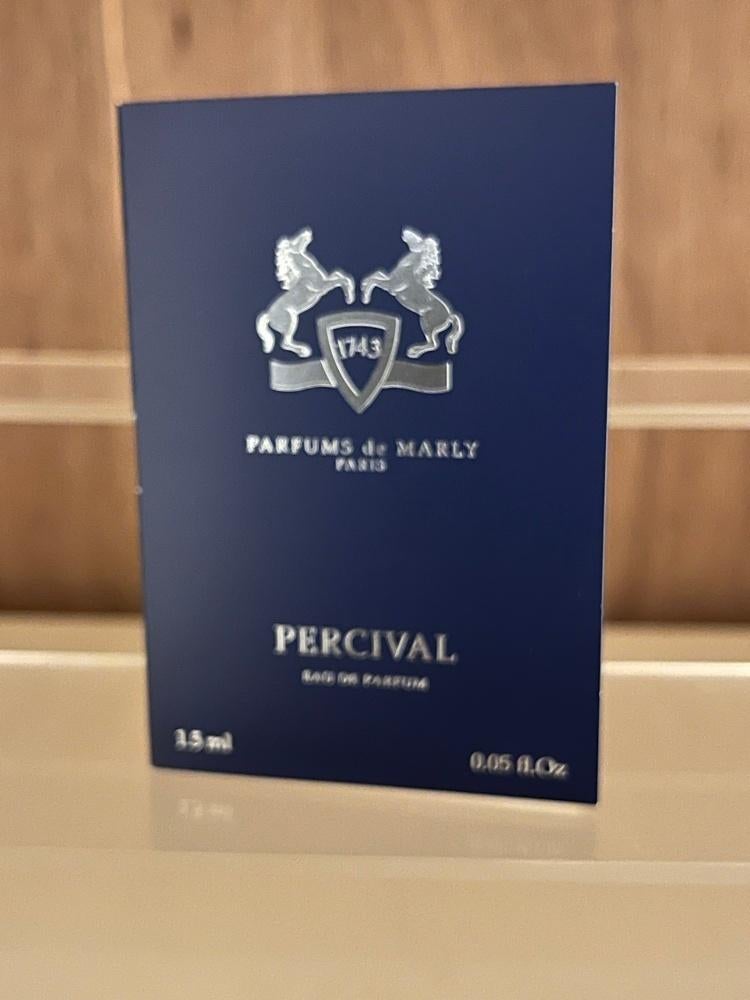 1743
PARFUMS de MARLY
PARIS
PERCIVAL
EAU DE PARFUM
1.5 ml
0.05 fl.Oz